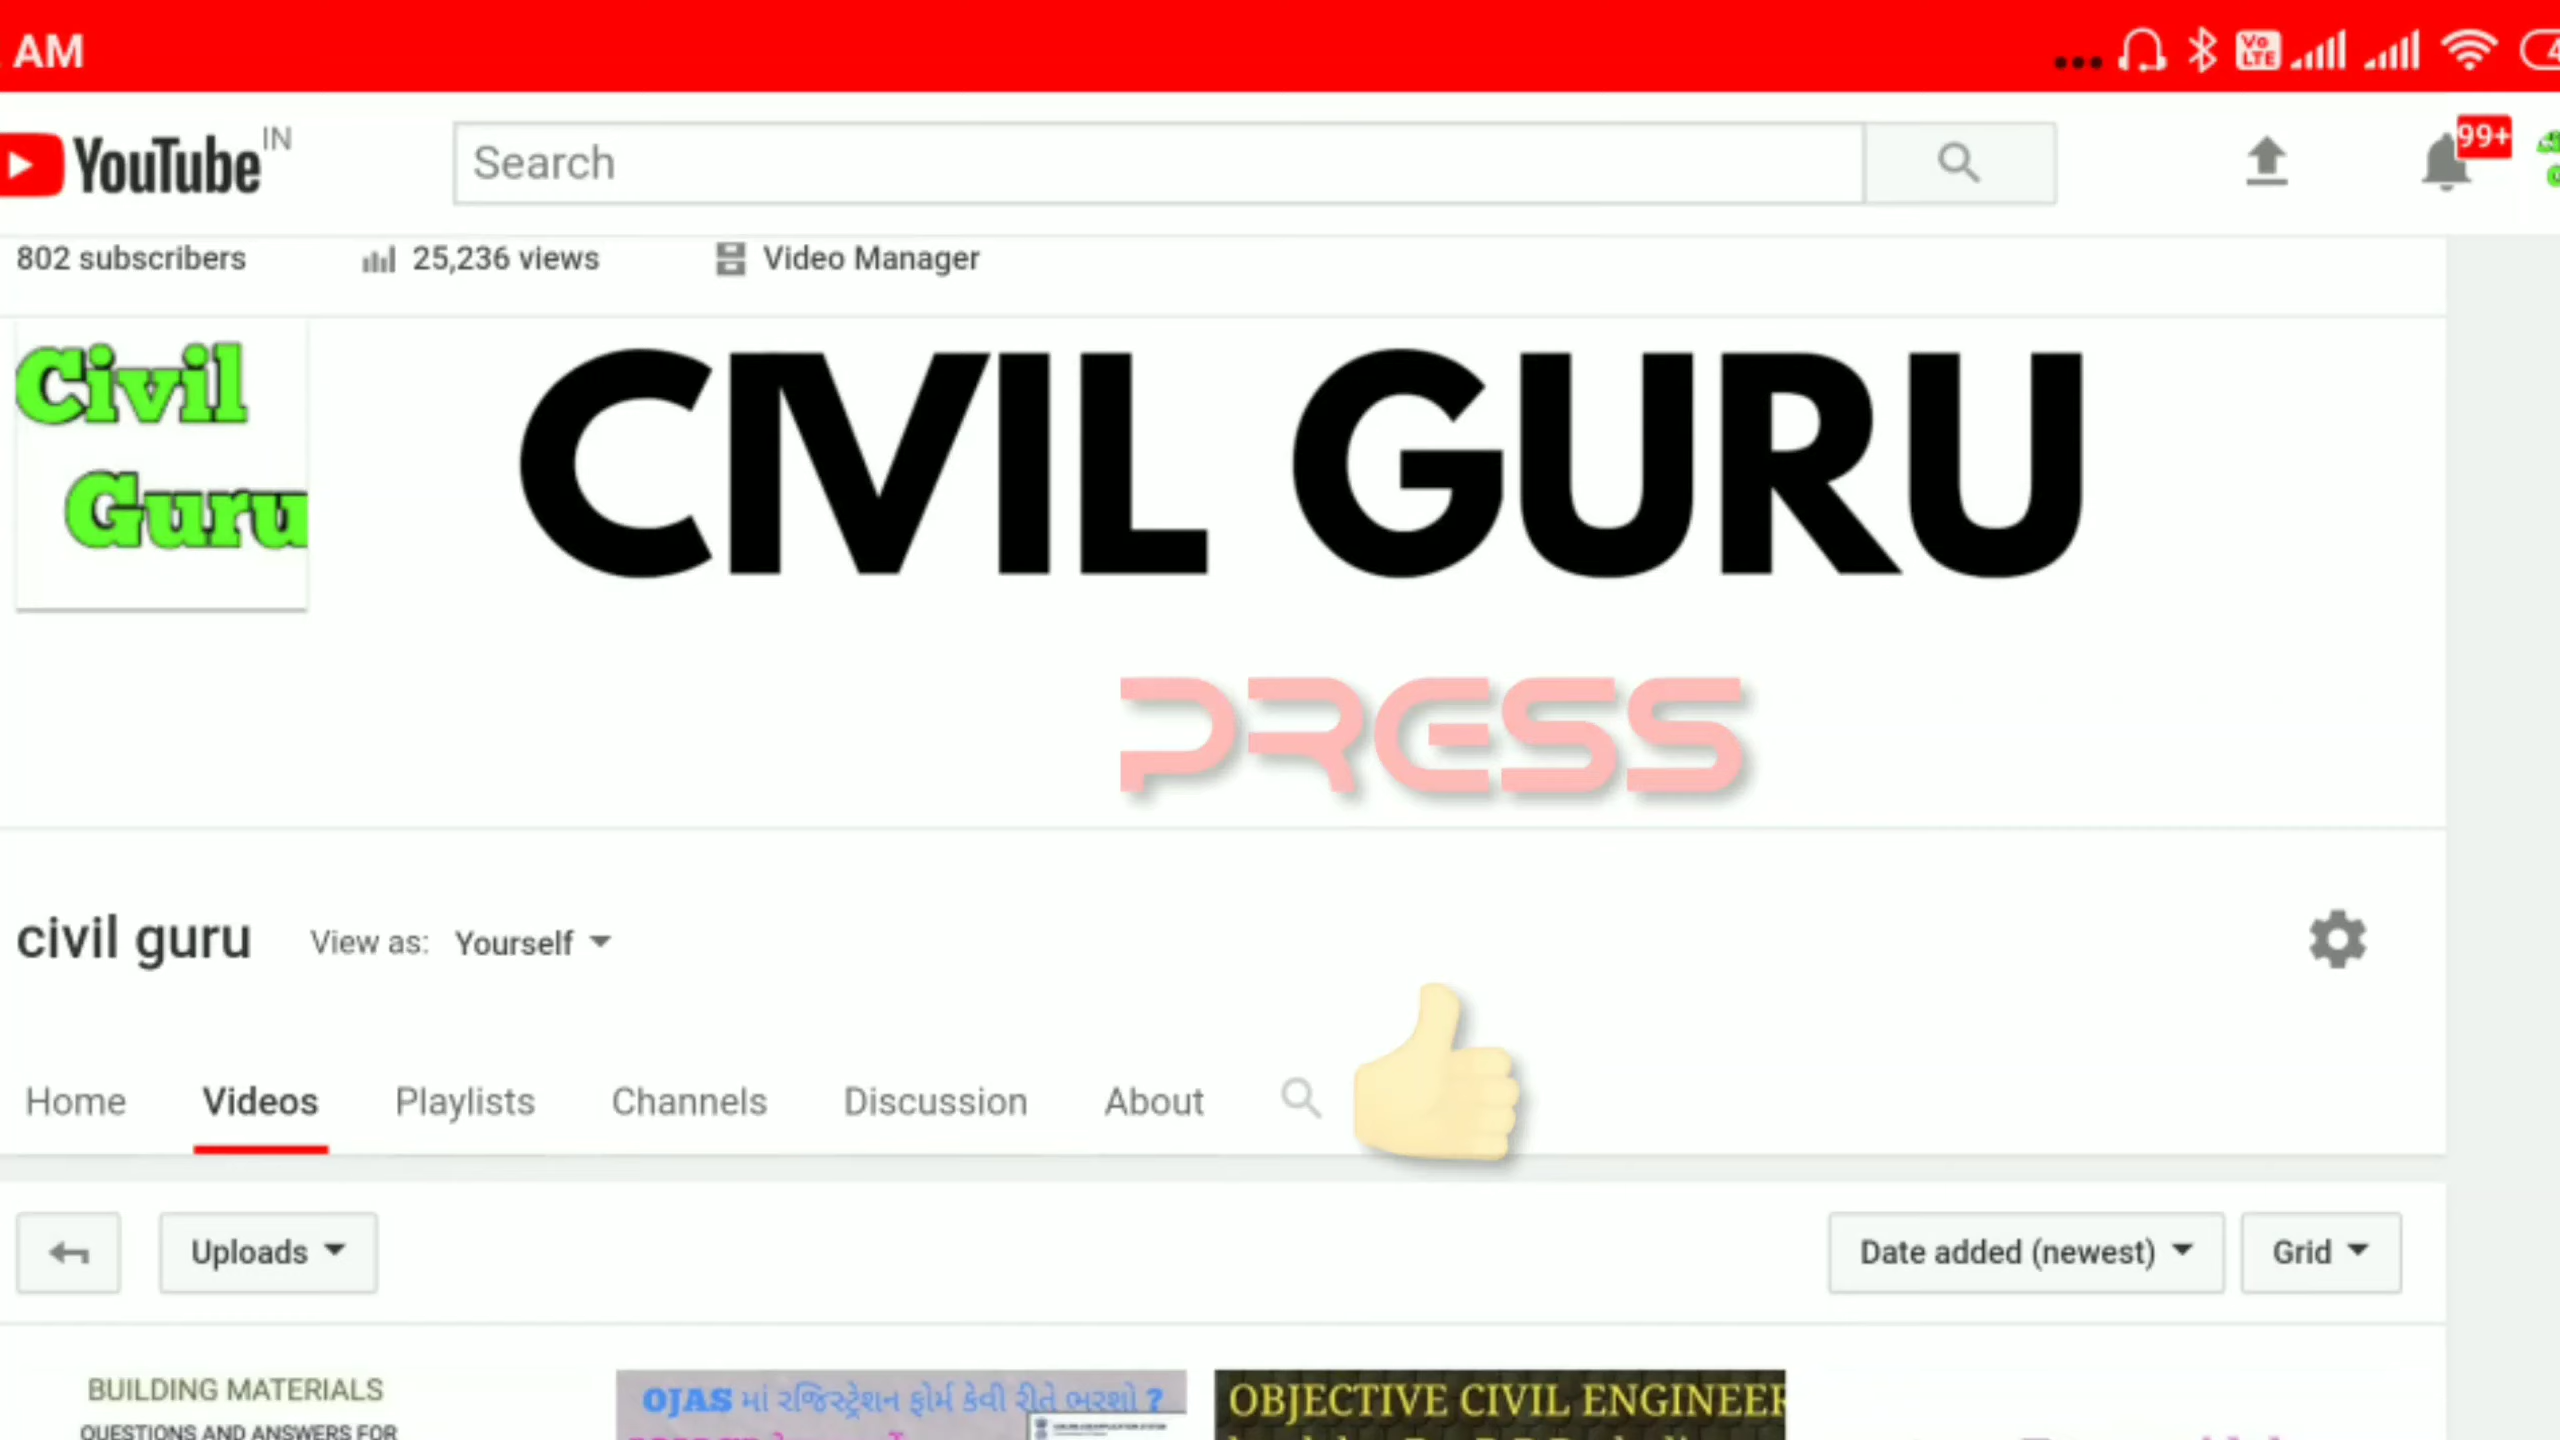 AM
VoLTE
YouTube IN
Search
99+
802 subscribers
25,236 views
Video Manager
Civil
Guru
CIVIL GURU
PRESS
civil guru
View as: Yourself
Home
Videos
Playlists
Channels
Discussion
About
Uploads
Date added (newest)
Grid
BUILDING MATERIALS
QUESTIONS AND ANSWERS FOR
OJAS માં રજિસ્ટ્રેશન ફોર્મ કેવી રીતે ભરશો ?
OBJECTIVE CIVIL ENGINEER